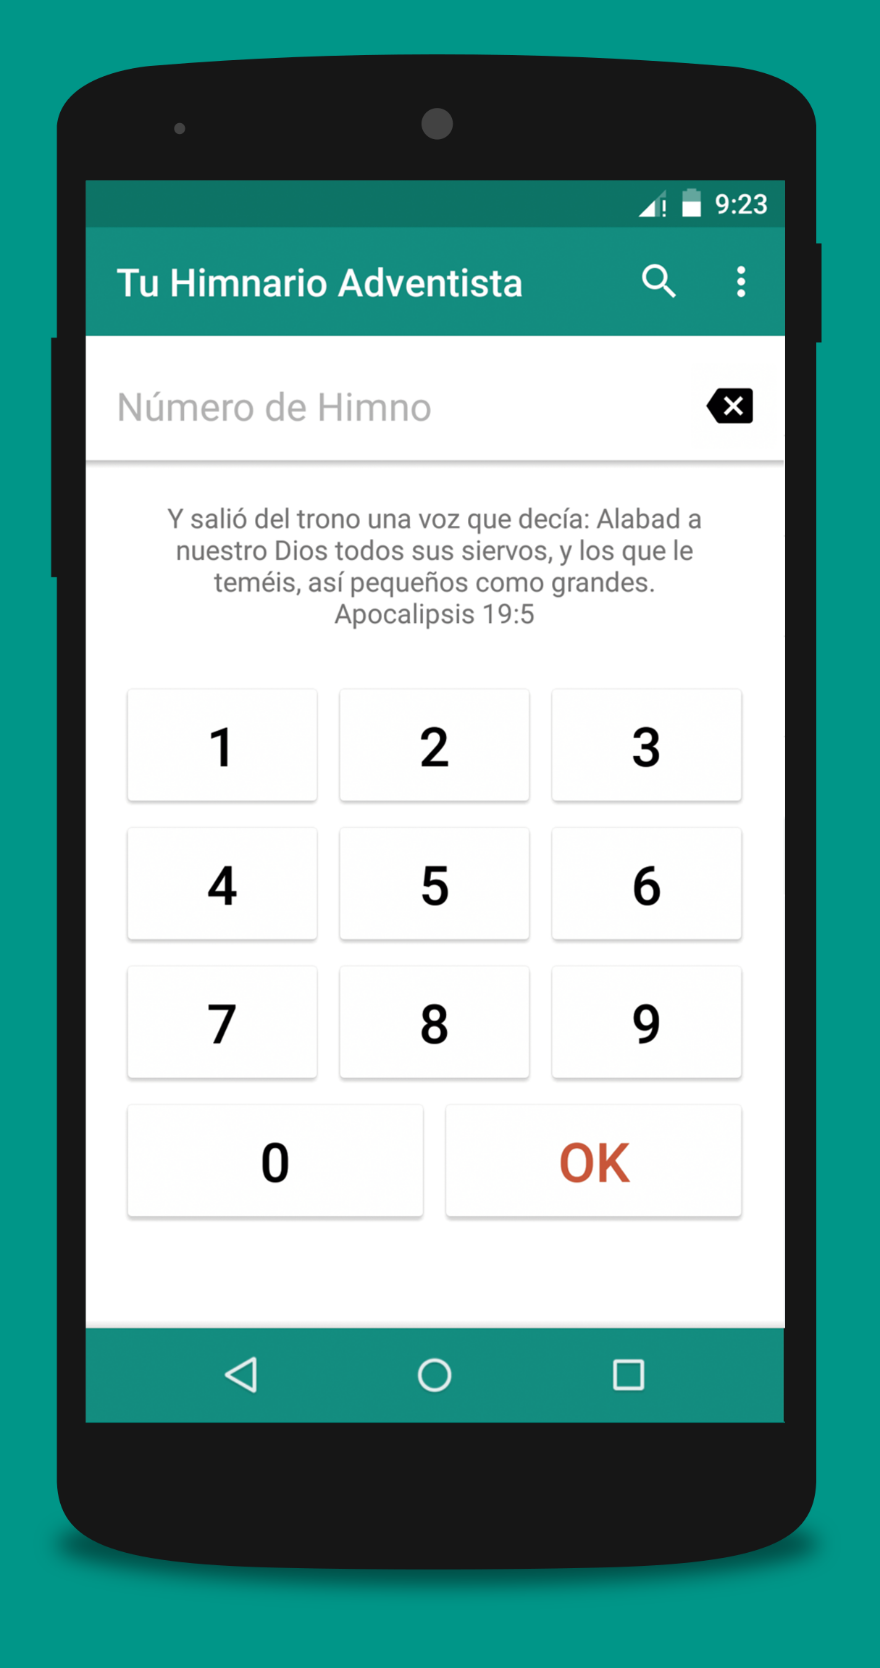 9:23
Tu Himnario Adventista
Número de Himno
Y salió del trono una voz que decía: Alabad a
nuestro Dios todos sus siervos, y los que le
teméis, así pequeños como grandes.
Apocalipsis 19:5
1 2 3
4 5 6
7 8 9
0 OK